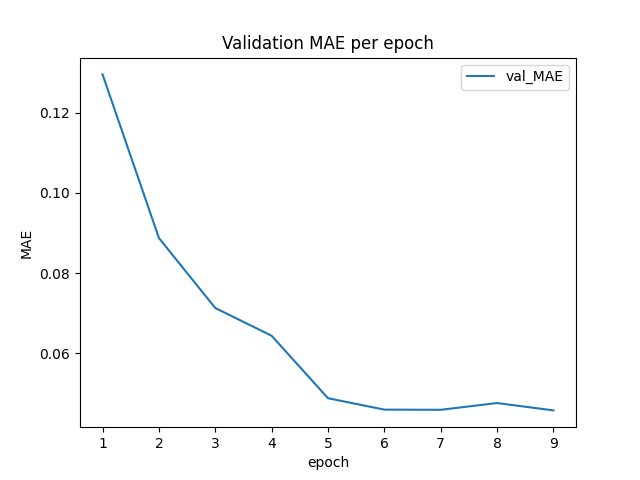 Validation MAE per epoch
val_MAE
0.12
0.10
0.08
0.06
MAE
1 2 3 4 5 6 7 8 9
epoch